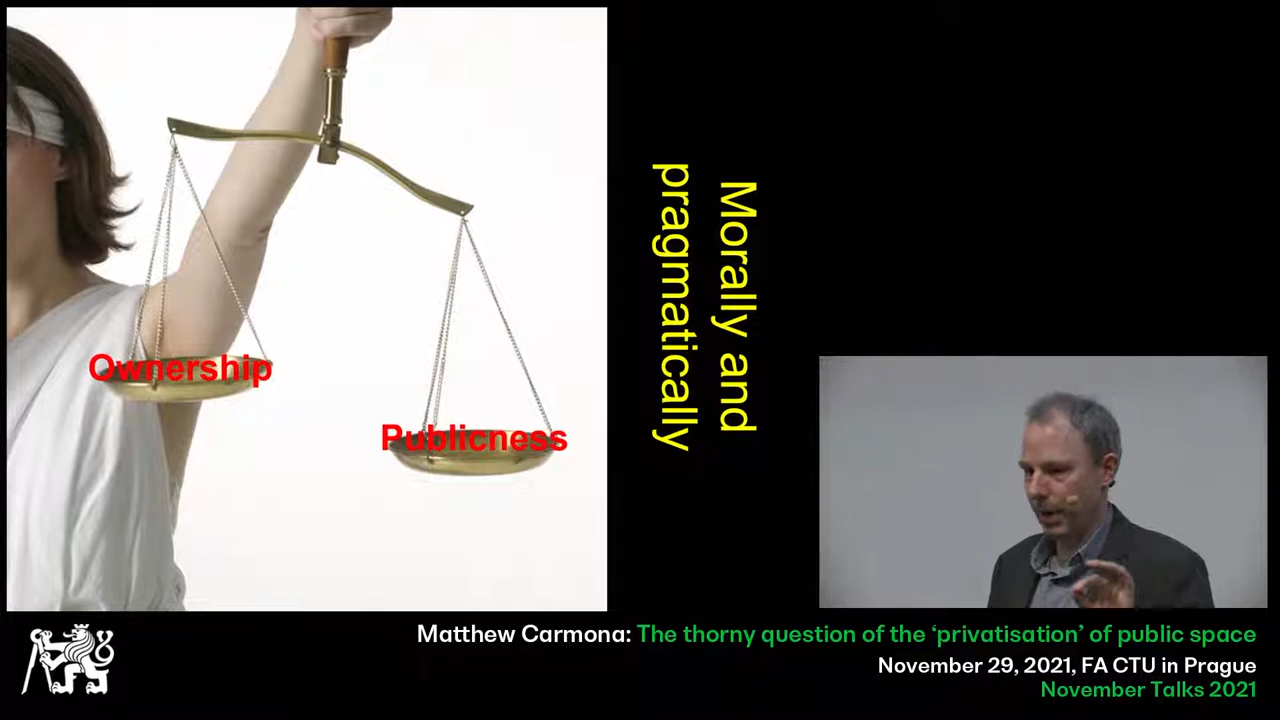 Ownership
Publicness
Morally and
pragmatically
Matthew Carmona: The thorny question of the ‘privatisation’ of public space
November 29, 2021, FA CTU in Prague
November Talks 2021